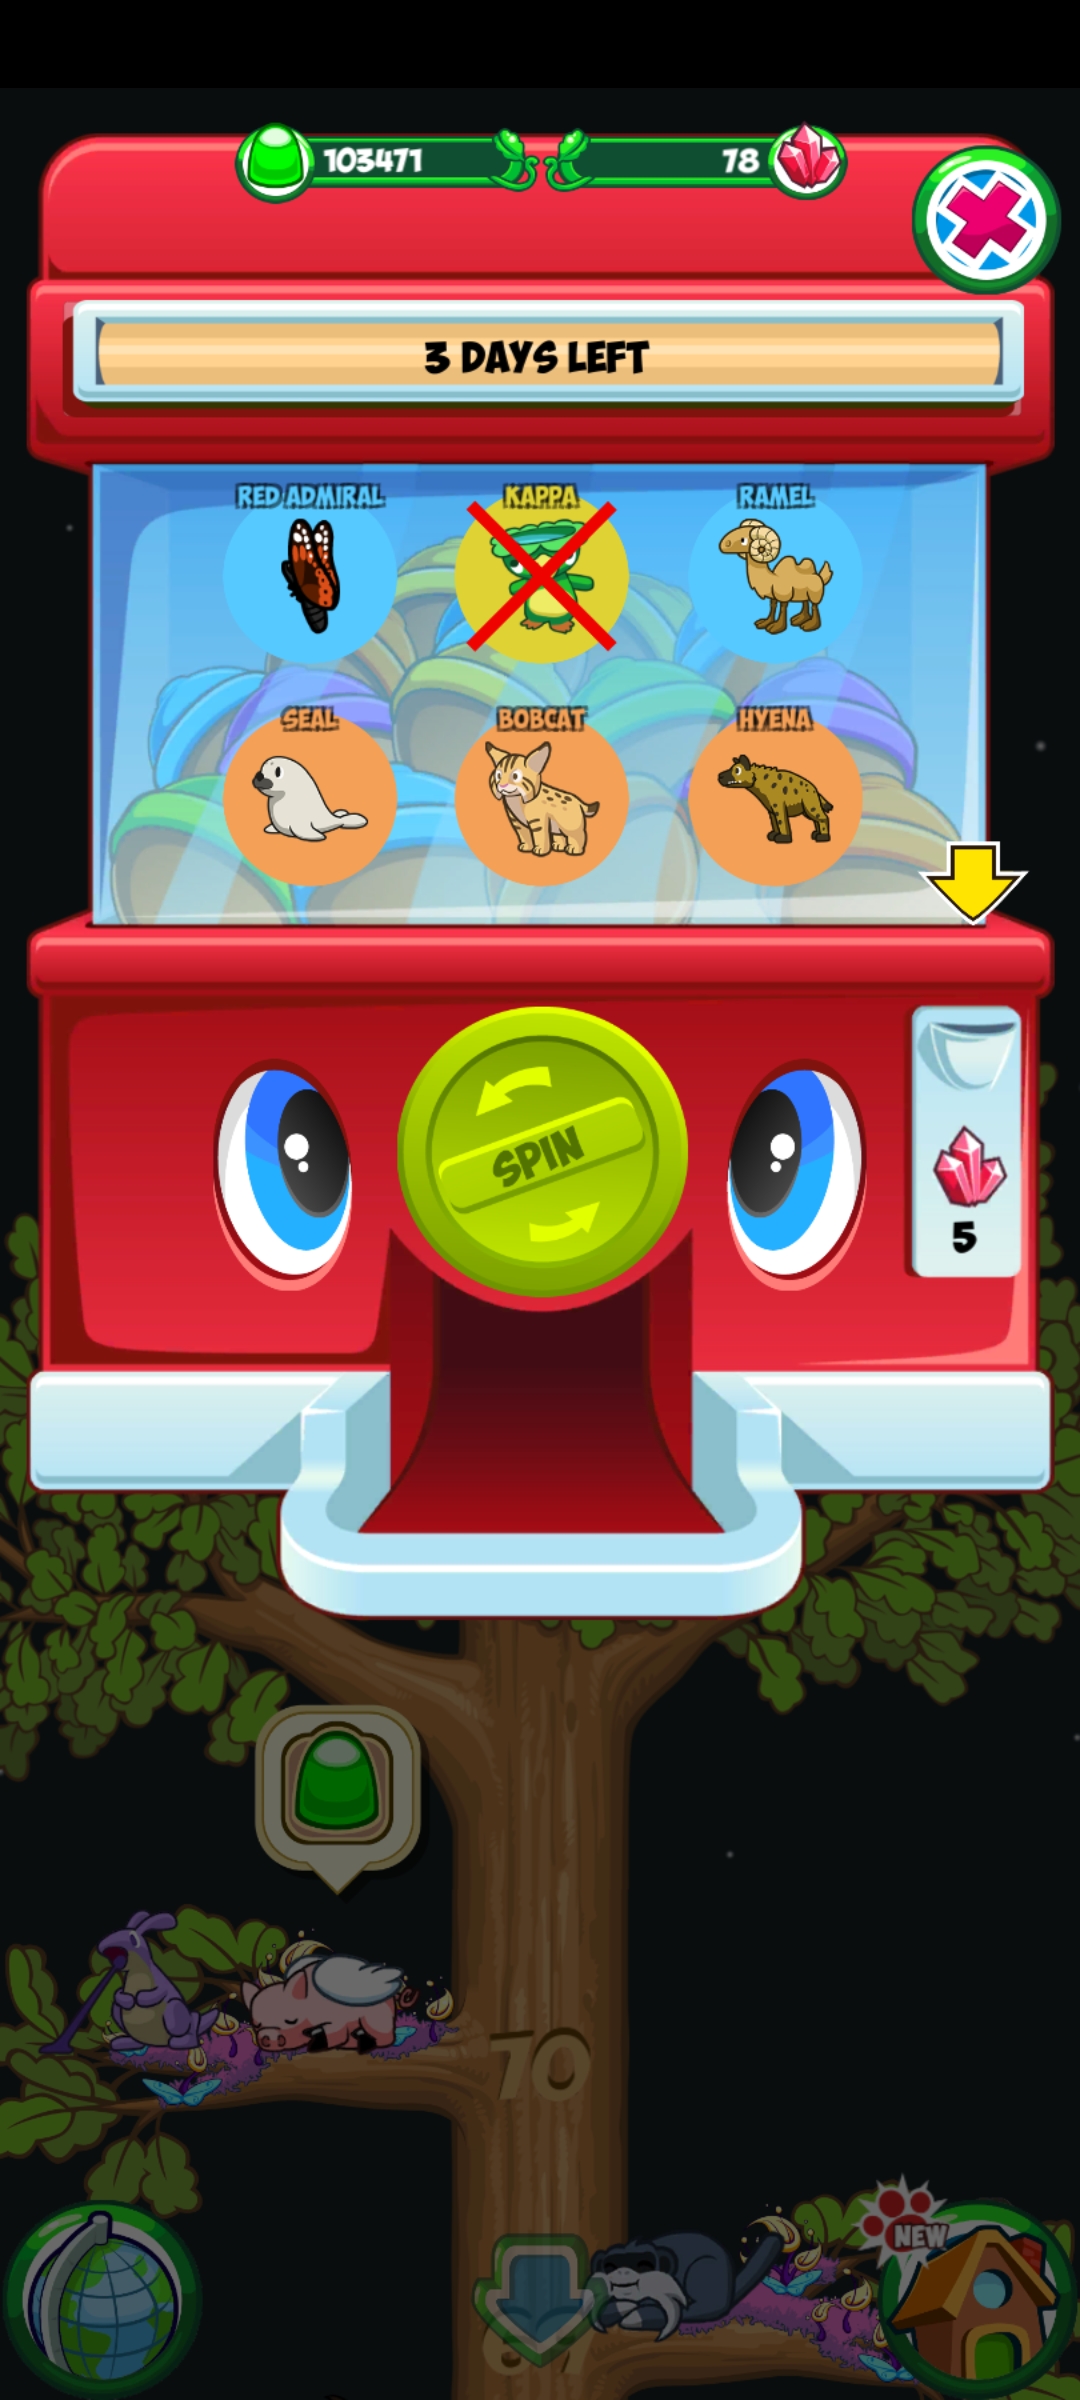 103471
78
3 DAYS LEFT
RED ADMIRAL
KAPPA
RAMEL
SEAL
BOBCAT
HYENA
SPIN
5
70
NEW